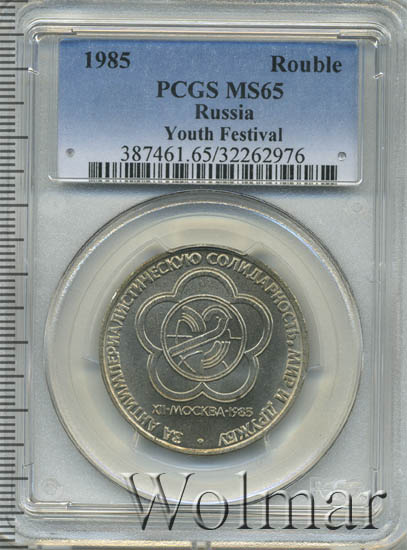 1985 Rouble
PCGS MS65
Russia
Youth Festival
387461.65/32262976
ЗА АНТИИМПЕРИАЛИСТИЧЕСКУЮ СОЛИДАРНОСТЬ, МИР И ДРУЖБУ
XII·МОСКВА·1985
Wolmar